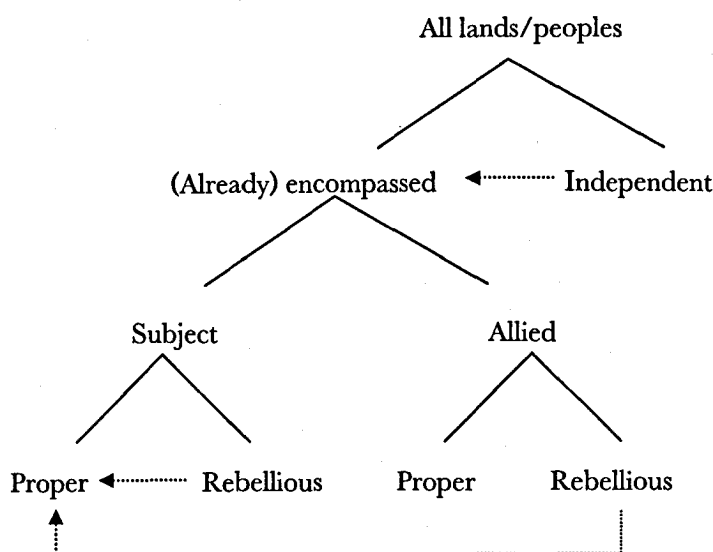 All lands/peoples
(Already) encompassed Independent
Subject Allied
Proper Rebellious Proper Rebellious